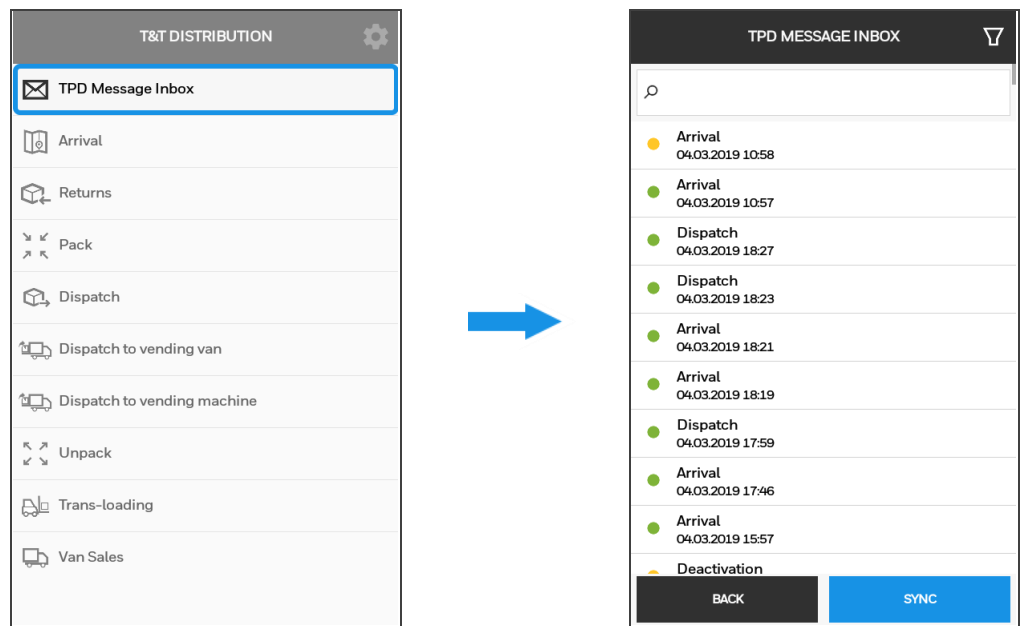 T&T DISTRIBUTION
TPD Message Inbox
Arrival
Returns
Pack
Dispatch
Dispatch to vending van
Dispatch to vending machine
Unpack
Trans-loading
Van Sales
TPD MESSAGE INBOX
Arrival
04.03.2019 10:58
Arrival
04.03.2019 10:57
Dispatch
04.03.2019 18:27
Dispatch
04.03.2019 18:23
Arrival
04.03.2019 18:21
Arrival
04.03.2019 18:19
Dispatch
04.03.2019 17:59
Arrival
04.03.2019 17:46
Arrival
04.03.2019 15:57
Deactivation
BACK
SYNC